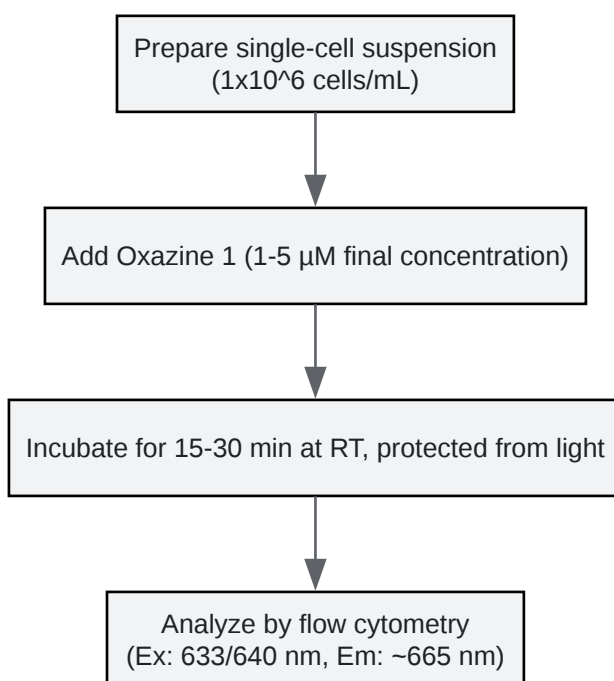 Prepare single-cell suspension
(1x10^6 cells/mL)
Add Oxazine 1 (1-5 µM final concentration)
Incubate for 15-30 min at RT, protected from light
Analyze by flow cytometry
(Ex: 633/640 nm, Em: ~665 nm)